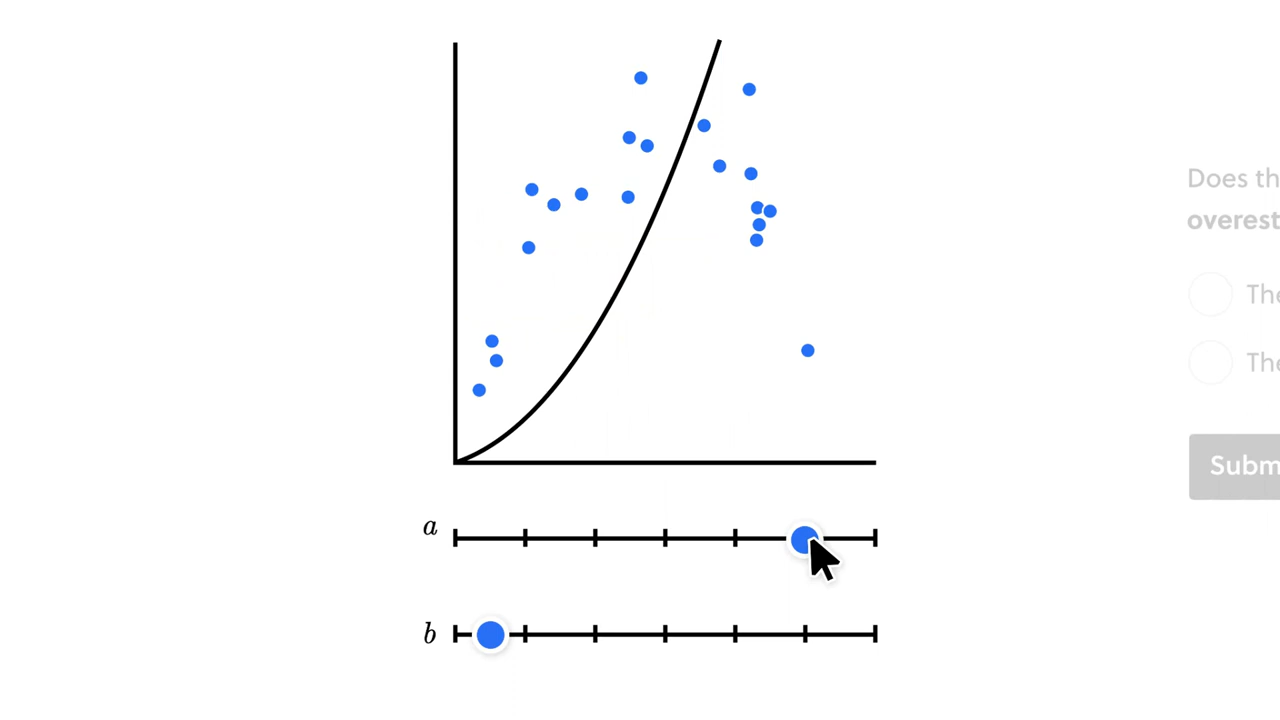 Does th
overest
The
The
Subm
a
b